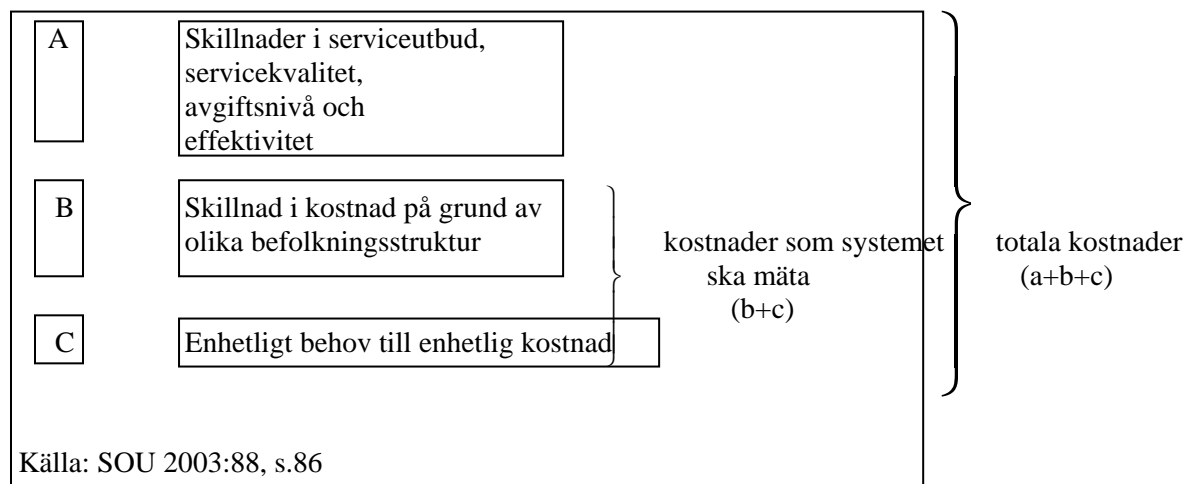 A
Skillnader i serviceutbud,
servicekvalitet,
avgiftsnivå och
effektivitet
B
Skillnad i kostnad på grund av
olika befolkningsstruktur
kostnader som systemet
ska mäta
(b+c)
totala kostnader
(a+b+c)
C
Enhetligt behov till enhetlig kostnad
Källa: SOU 2003:88, s.86